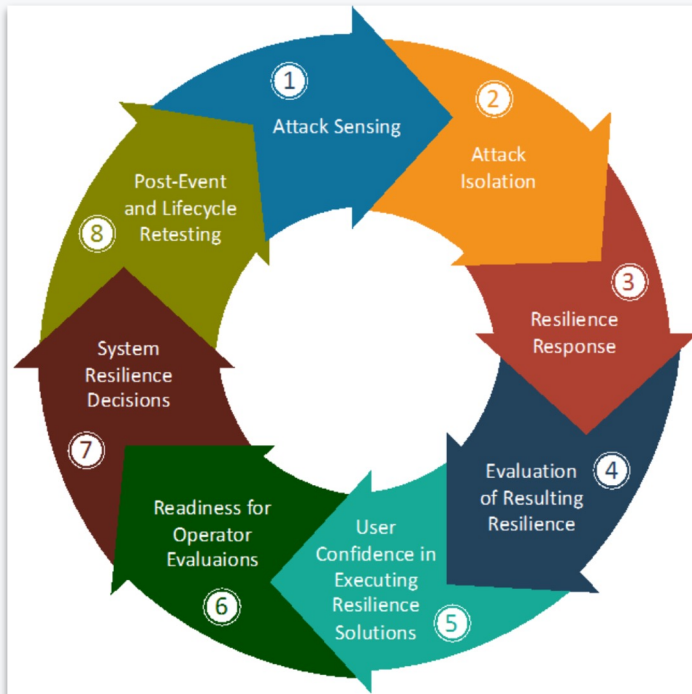 1
Attack Sensing
2
Attack
Isolation
3
Resilience
Response
4
Evaluation
of Resulting
Resilience
5
User
Confidence in
Executing
Resilience
Solutions
6
Readiness for
Operator
Evaluaions
7
System
Resilience
Decisions
8
Post-Event
and Lifecycle
Retesting